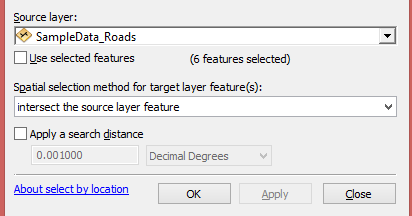 Source layer:
SampleData_Roads
Use selected features (6 features selected)
Spatial selection method for target layer feature(s):
intersect the source layer feature
Apply a search distance
0.001000 Decimal Degrees
About select by location OK Apply Close